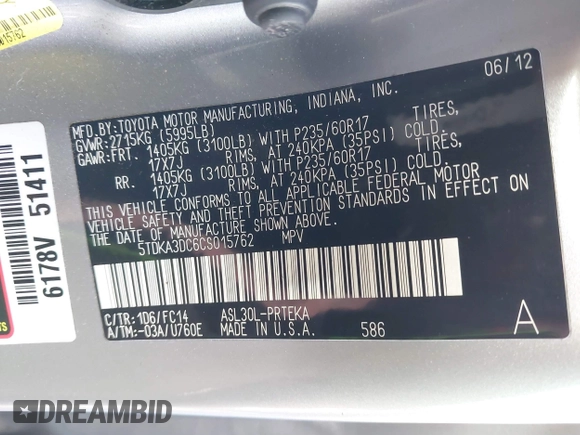 015762
06/12
MFD.BY:TOYOTA MOTOR MANUFACTURING, INDIANA, INC.
GVWR:2715KG (5995LB)
GAWR:FRT. 1405KG (3100LB) WITH P235/60R17 TIRES,
17X7J RIMS, AT 240KPA (35PSI) COLD.
RR. 1405KG (3100LB) WITH P235/60R17 TIRES,
17X7J RIMS, AT 240KPA (35PSI) COLD.
THIS VEHICLE CONFORMS TO ALL APPLICABLE FEDERAL MOTOR
VEHICLE SAFETY AND THEFT PREVENTION STANDARDS IN EFFECT ON
THE DATE OF MANUFACTURE SHOWN ABOVE.
5TDKA3DC6CS015762 MPV
C/TR:1D6/FC14 ASL30L-PRTEKA
A/TM:-03A/U760E MADE IN U.S.A. 586
A
6178V 51411
DREAMBID